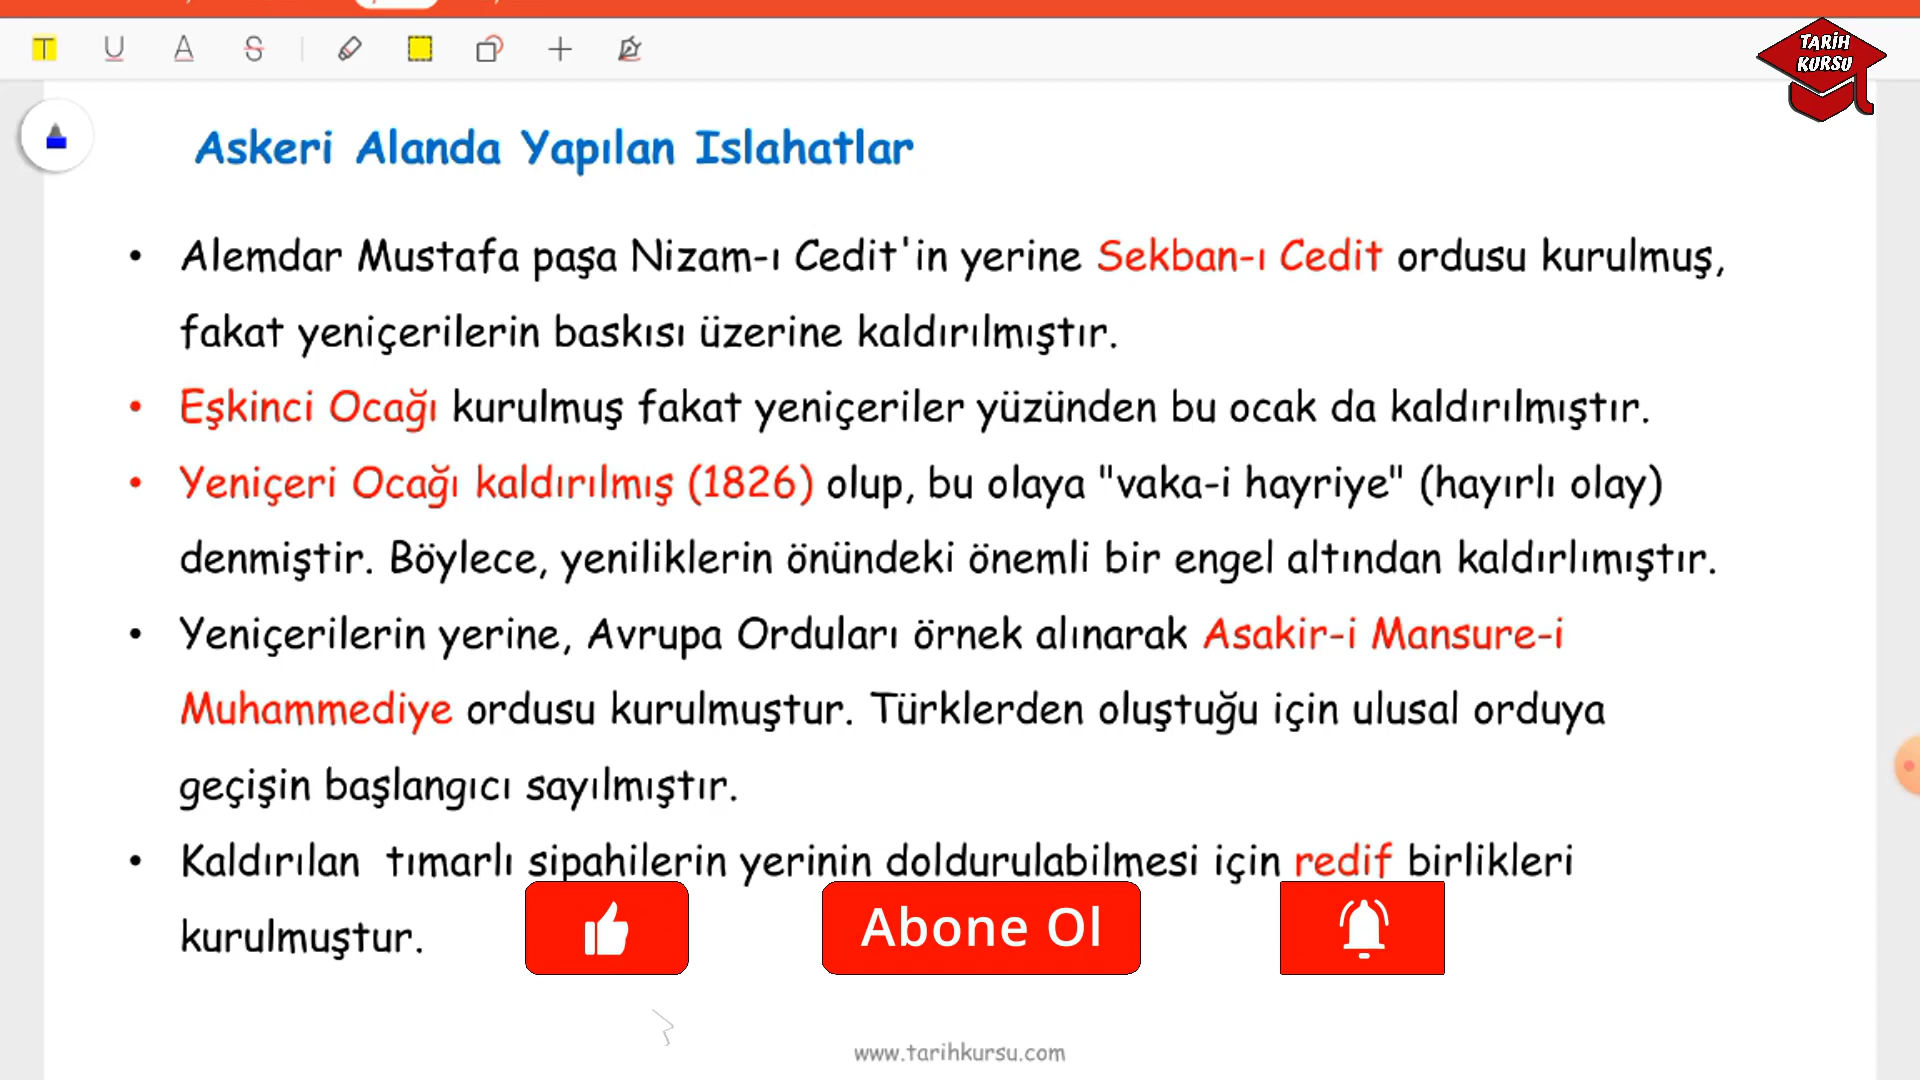 TARİH
KURSU
Askeri Alanda Yapılan Islahatlar
• Alemdar Mustafa paşa Nizam-ı Cedit'in yerine Sekban-ı Cedit ordusu kurulmuş,
fakat yeniçerilerin baskısı üzerine kaldırılmıştır.
• Eşkinci Ocağı kurulmuş fakat yeniçeriler yüzünden bu ocak da kaldırılmıştır.
• Yeniçeri Ocağı kaldırılmış (1826) olup, bu olaya "vaka-i hayriye" (hayırlı olay)
denmiştir. Böylece, yeniliklerin önündeki önemli bir engel altından kaldırlımıştır.
• Yeniçerilerin yerine, Avrupa Orduları örnek alınarak Asakir-i Mansure-i
Muhammediye ordusu kurulmuştur. Türklerden oluştuğu için ulusal orduya
geçişin başlangıcı sayılmıştır.
• Kaldırılan tımarlı sipahilerin yerinin doldurulabilmesi için redif birlikleri
kurulmuştur.
Abone Ol
www.tarihkursu.com